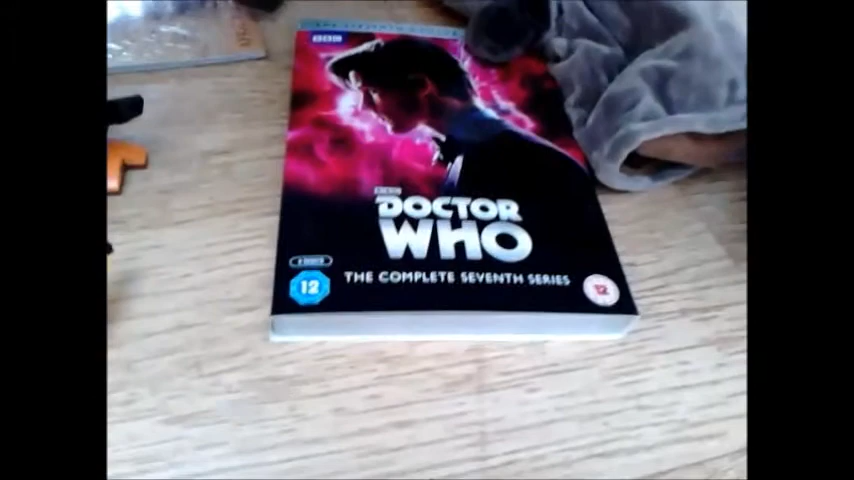 BBC
DOCTOR
WHO
THE COMPLETE SEVENTH SERIES
12
12